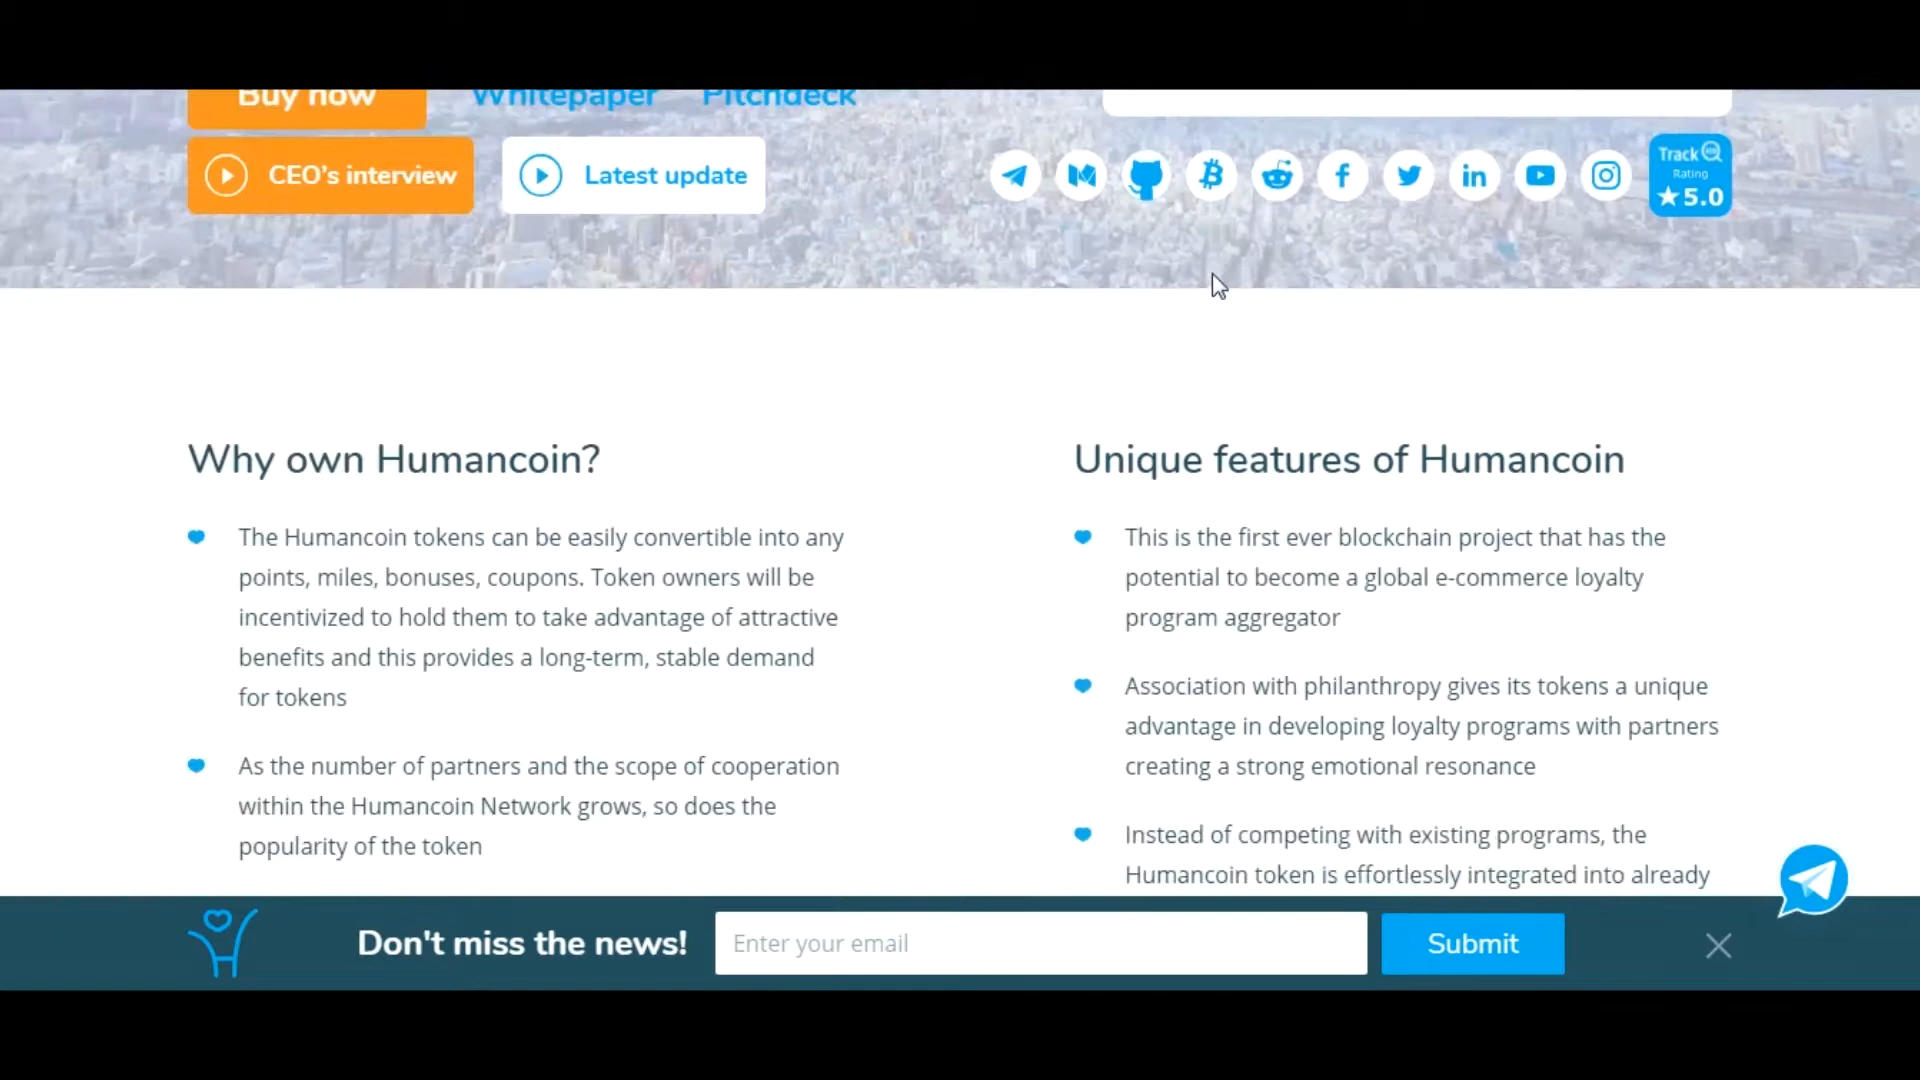 Buy now
Whitepaper
Pitchdeck
CEO's interview
Latest update
Track
Rating
5.0
Why own Humancoin?
The Humancoin tokens can be easily convertible into any
points, miles, bonuses, coupons. Token owners will be
incentivized to hold them to take advantage of attractive
benefits and this provides a long-term, stable demand
for tokens
As the number of partners and the scope of cooperation
within the Humancoin Network grows, so does the
popularity of the token
Unique features of Humancoin
This is the first ever blockchain project that has the
potential to become a global e-commerce loyalty
program aggregator
Association with philanthropy gives its tokens a unique
advantage in developing loyalty programs with partners
creating a strong emotional resonance
Instead of competing with existing programs, the
Humancoin token is effortlessly integrated into already
Don't miss the news!
Enter your email
Submit